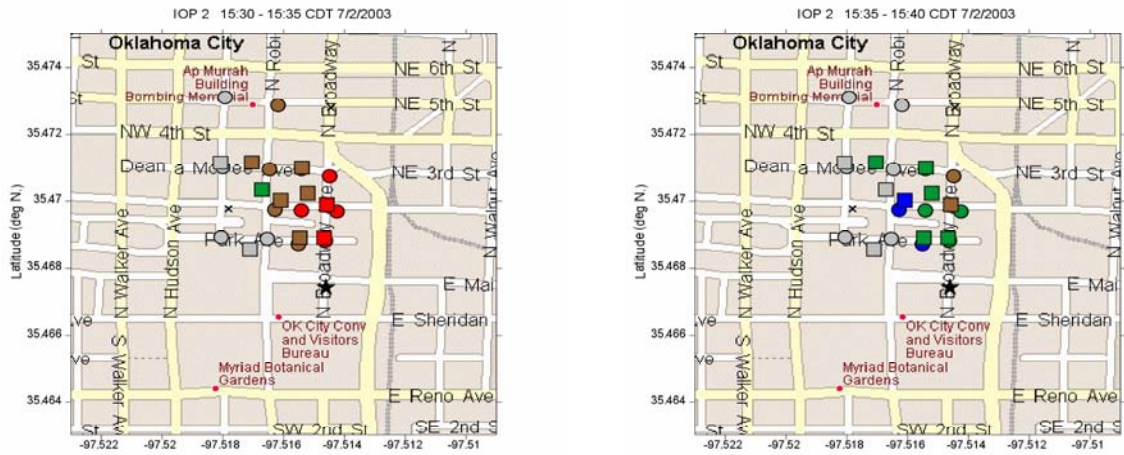 IOP 2 15:30 - 15:35 CDT 7/2/2003
Oklahoma City
35.474
35.472
35.47
35.468
35.466
35.464
Latitude (deg N.)
St
N Robi
N Broadway
N
NE 6th St
Ap Murrah
Building
Bombing Memorial
NE 5th St
NW 4th St
Dean a McGee Ave
NE 3rd St
N Walnut Ave
N Walker Ave
N Hudson Ave
Park Ave
N Broadway
E Mai
E Sheridan
OK City Conv
and Visitors
Bureau
Myriad Botanical
Gardens
S Walker Av
E Reno Ave
SW 2nd St
SE 2nd S
-97.522
-97.52
-97.518
-97.516
-97.514
-97.512
-97.51
IOP 2 15:35 - 15:40 CDT 7/2/2003
Oklahoma City
35.474
35.472
35.47
35.468
35.466
35.464
Latitude (deg N.)
St
N Robi
N Broadway
N
NE 6th St
Ap Murrah
Building
Bombing Memorial
NE 5th St
NW 4th St
Dean a McGee Ave
NE 3rd St
N Walnut Ave
N Walker Ave
N Hudson Ave
Park Ave
N Broadway
E Mai
E Sheridan
OK City Conv
and Visitors
Bureau
Myriad Botanical
Gardens
S Walker Av
E Reno Ave
SW 2nd St
SE 2nd S
-97.522
-97.52
-97.518
-97.516
-97.514
-97.512
-97.51